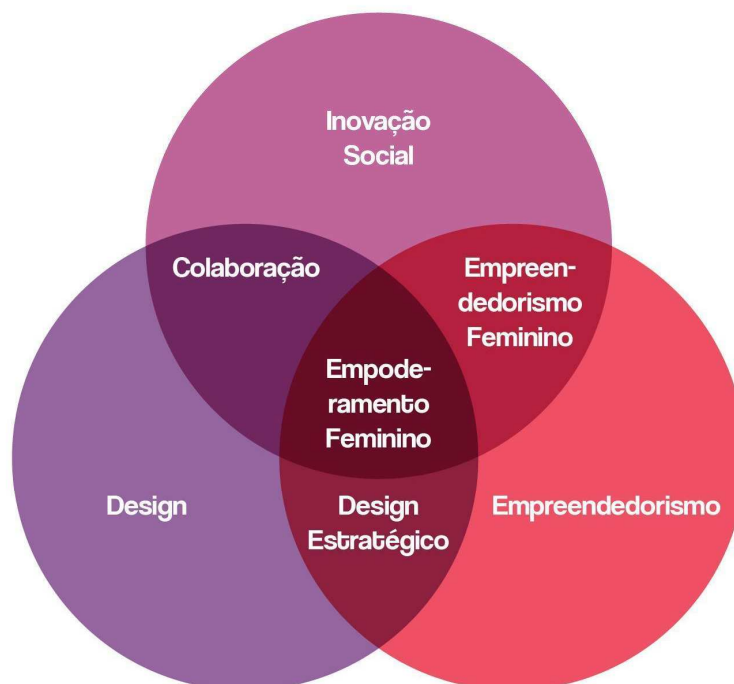 Inovação
Social
Colaboração
Empreen-
dedorismo
Feminino
Empode-
ramento
Feminino
Design
Design
Estratégico
Empreendedorismo